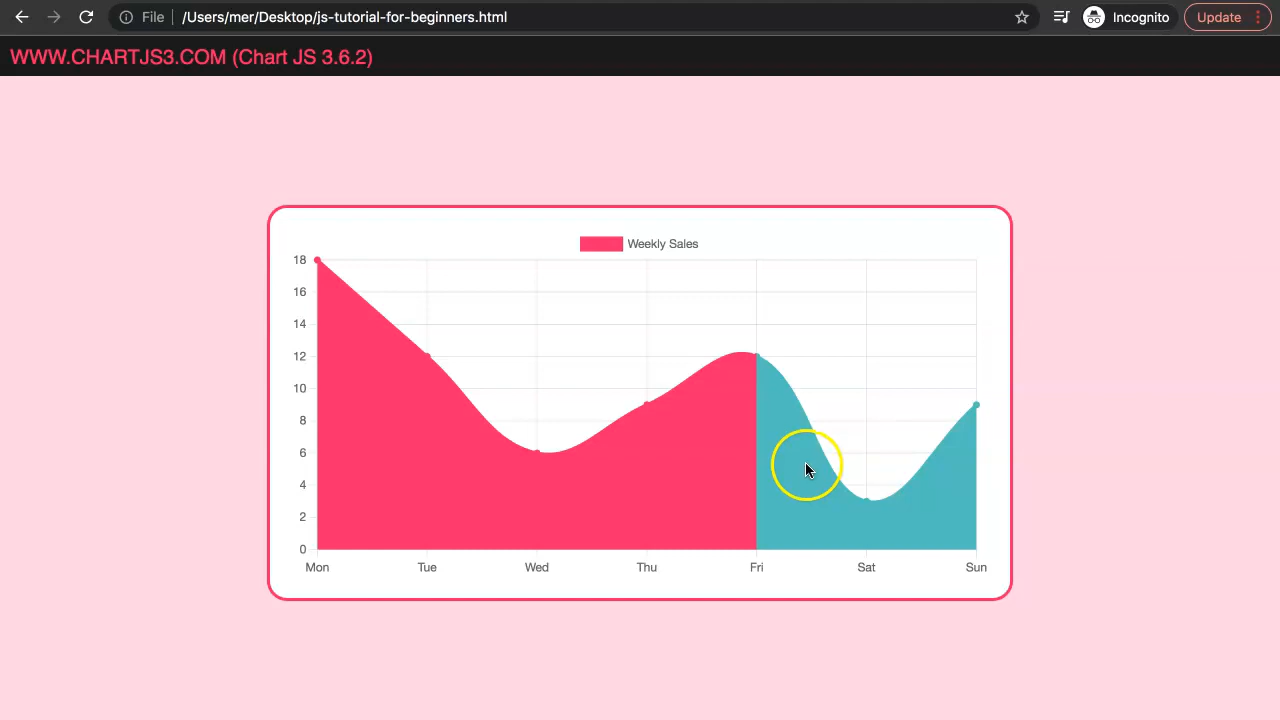 File /Users/mer/Desktop/js-tutorial-for-beginners.html Incognito Update
WWW.CHARTJS3.COM (Chart JS 3.6.2)
Weekly Sales
18
16
14
12
10
8
6
4
2
0
Mon Tue Wed Thu Fri Sat Sun